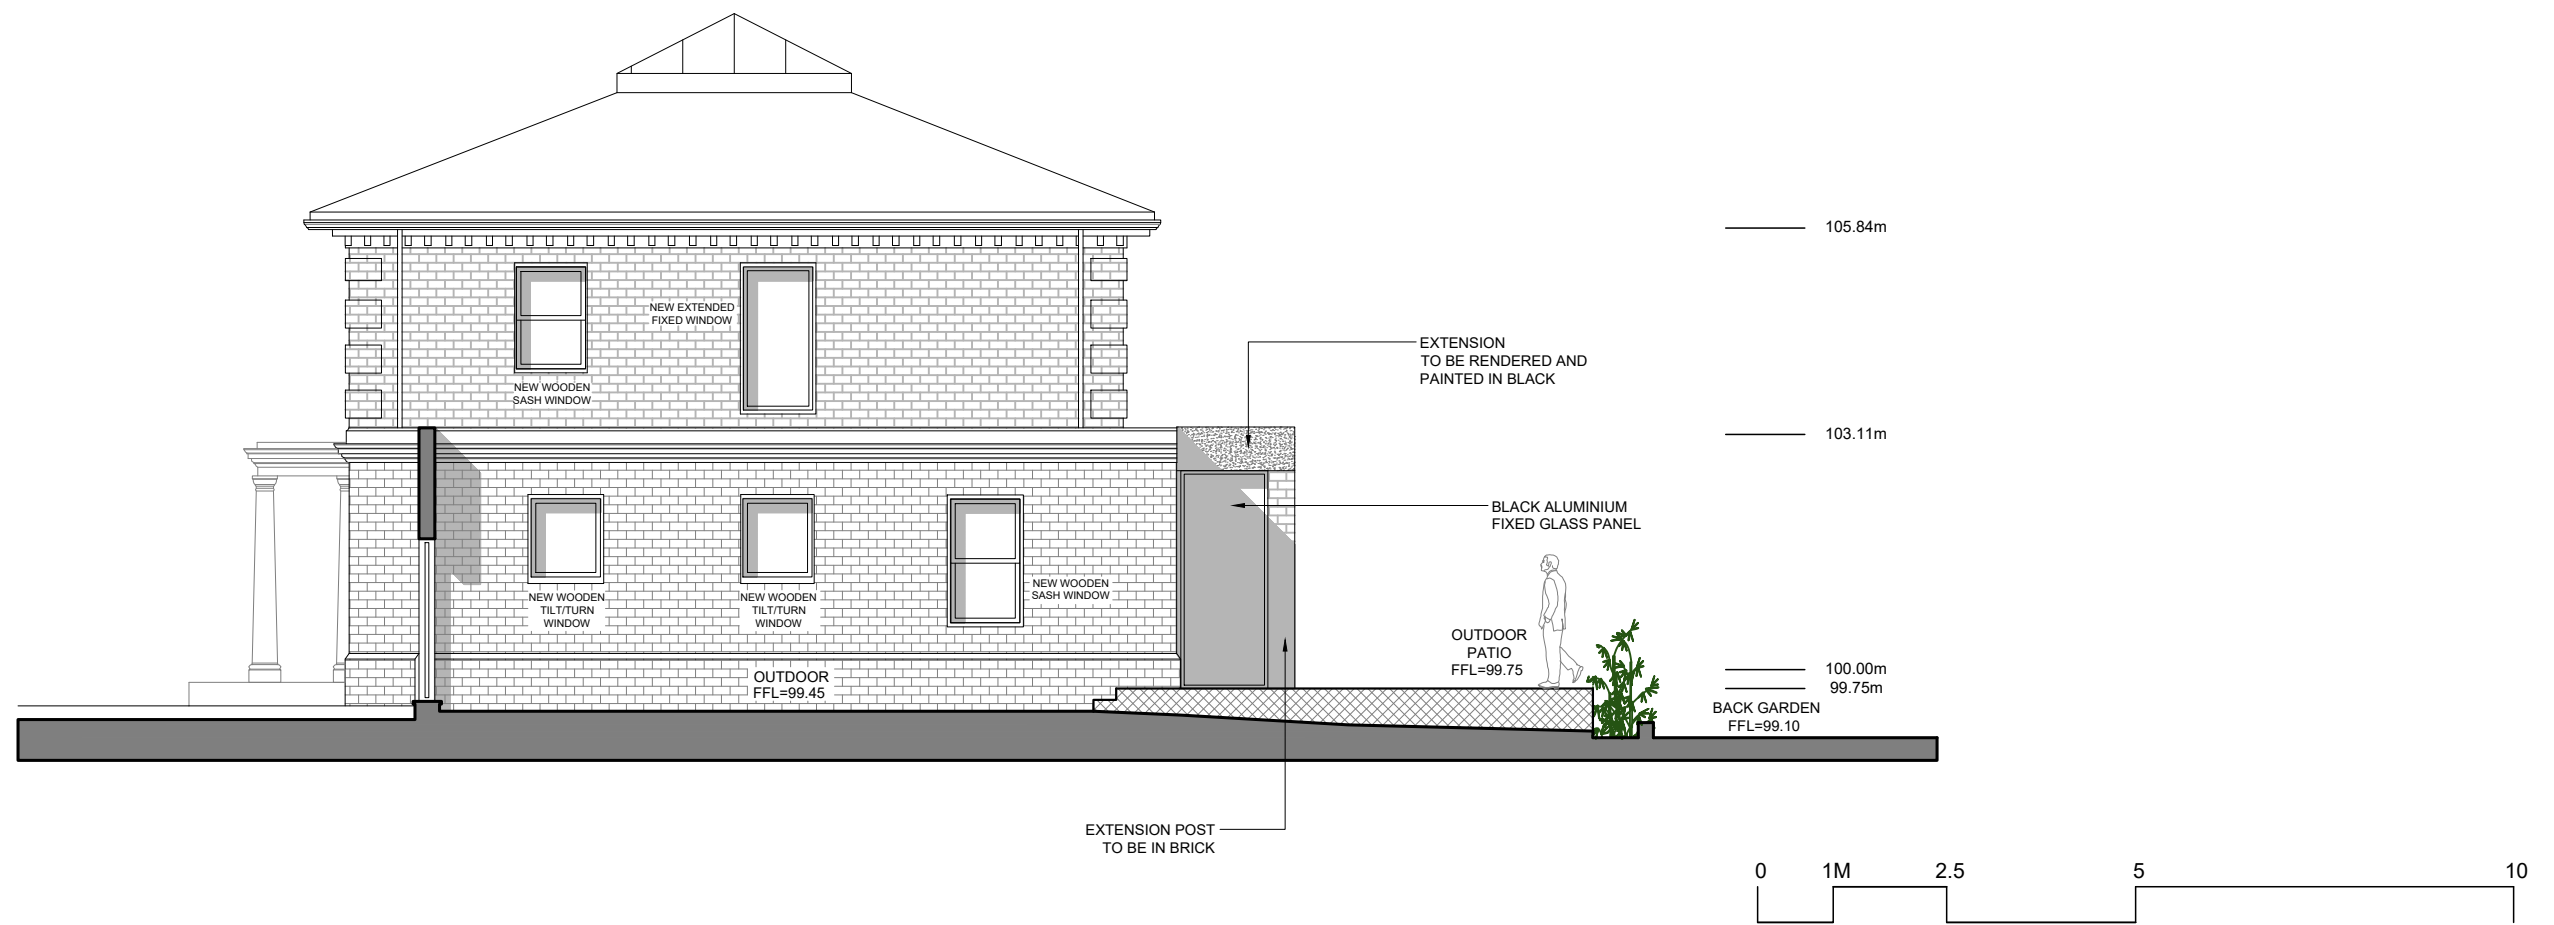 105.84m
NEW EXTENDED
FIXED WINDOW
EXTENSION
TO BE RENDERED AND
PAINTED IN BLACK
NEW WOODEN
SASH WINDOW
103.11m
BLACK ALUMINIUM
FIXED GLASS PANEL
NEW WOODEN
TILT/TURN
WINDOW
NEW WOODEN
TILT/TURN
WINDOW
NEW WOODEN
SASH WINDOW
OUTDOOR
PATIO
FFL=99.75
OUTDOOR
FFL=99.45
100.00m
99.75m
BACK GARDEN
FFL=99.10
EXTENSION POST
TO BE IN BRICK
0 1M 2.5 5 10